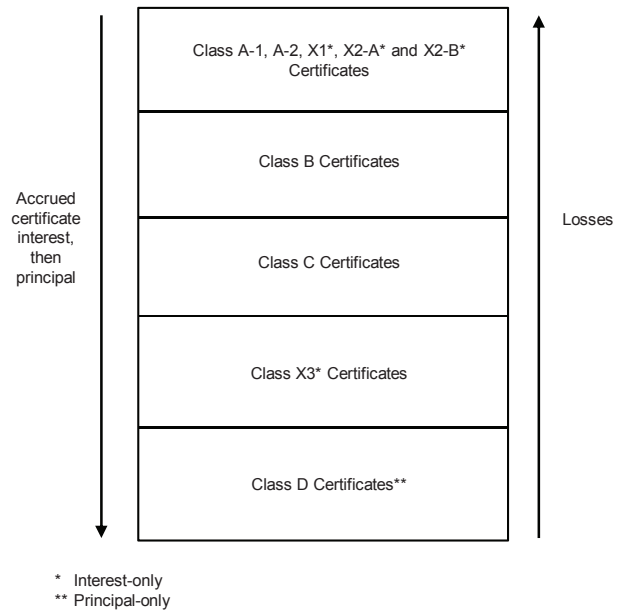 Class A-1, A-2, X1*, X2-A* and X2-B*
Certificates
Class B Certificates
Accrued
certificate
interest,
then
principal
Losses
Class C Certificates
Class X3* Certificates
Class D Certificates**
* Interest-only
** Principal-only